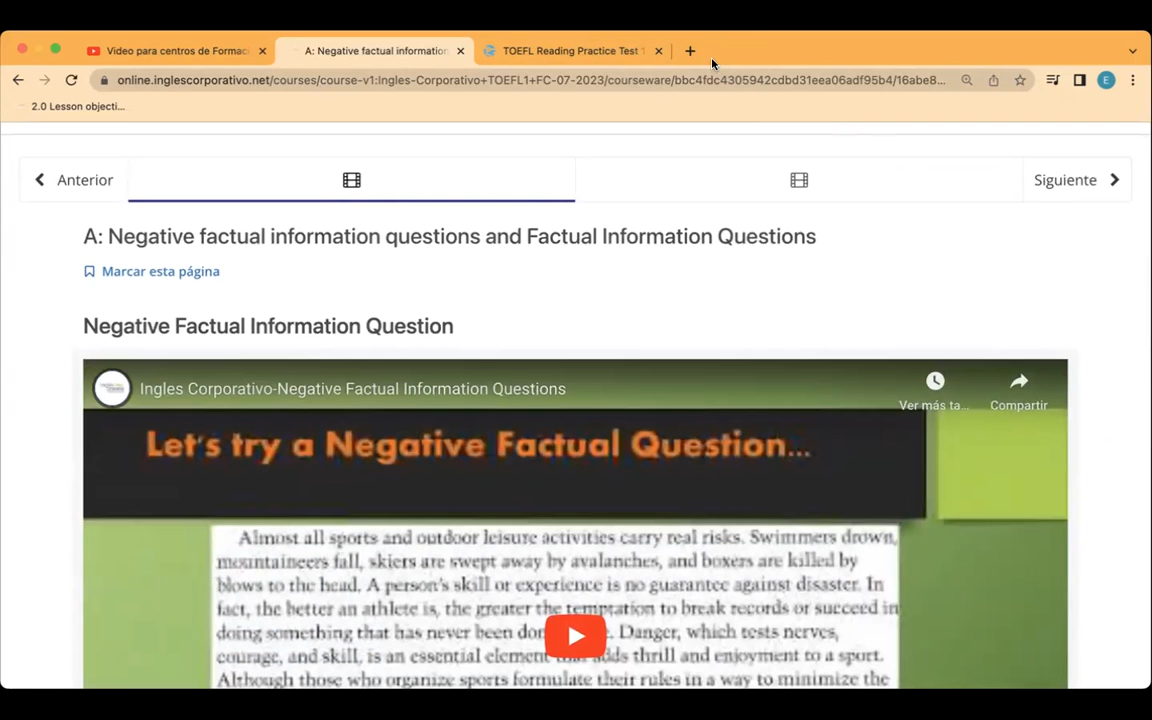 Video para centros de Formaci
A: Negative factual information
TOEFL Reading Practice Test
online.inglescorporativo.net/courses/course-v1:Ingles-Corporativo+TOEFL1+FC-07-2023/courseware/bbc4fdc4305942cdbd31eea06adf95b4/16abe8...
E
2.0 Lesson objecti...
Anterior
Siguiente
A: Negative factual information questions and Factual Information Questions
Marcar esta página
Negative Factual Information Question
Ingles Corporativo-Negative Factual Information Questions
Ver más ta...
Compartir
Let's try a Negative Factual Question...
Almost all sports and outdoor leisure activities carry real risks. Swimmers drown,
mountaineers fall, skiers are swept away by avalanches, and boxers are killed by
blows to the head. A person's skill or experience is no guarantee against disaster. In
fact, the better an athlete is, the greater the temptation to break records or succeed in
doing something that has never been don Danger, which tests nerves,
courage, and skill, is an essential element adds thrill and enjoyment to a sport.
Although those who organize sports formulate their rules in a way to minimize the